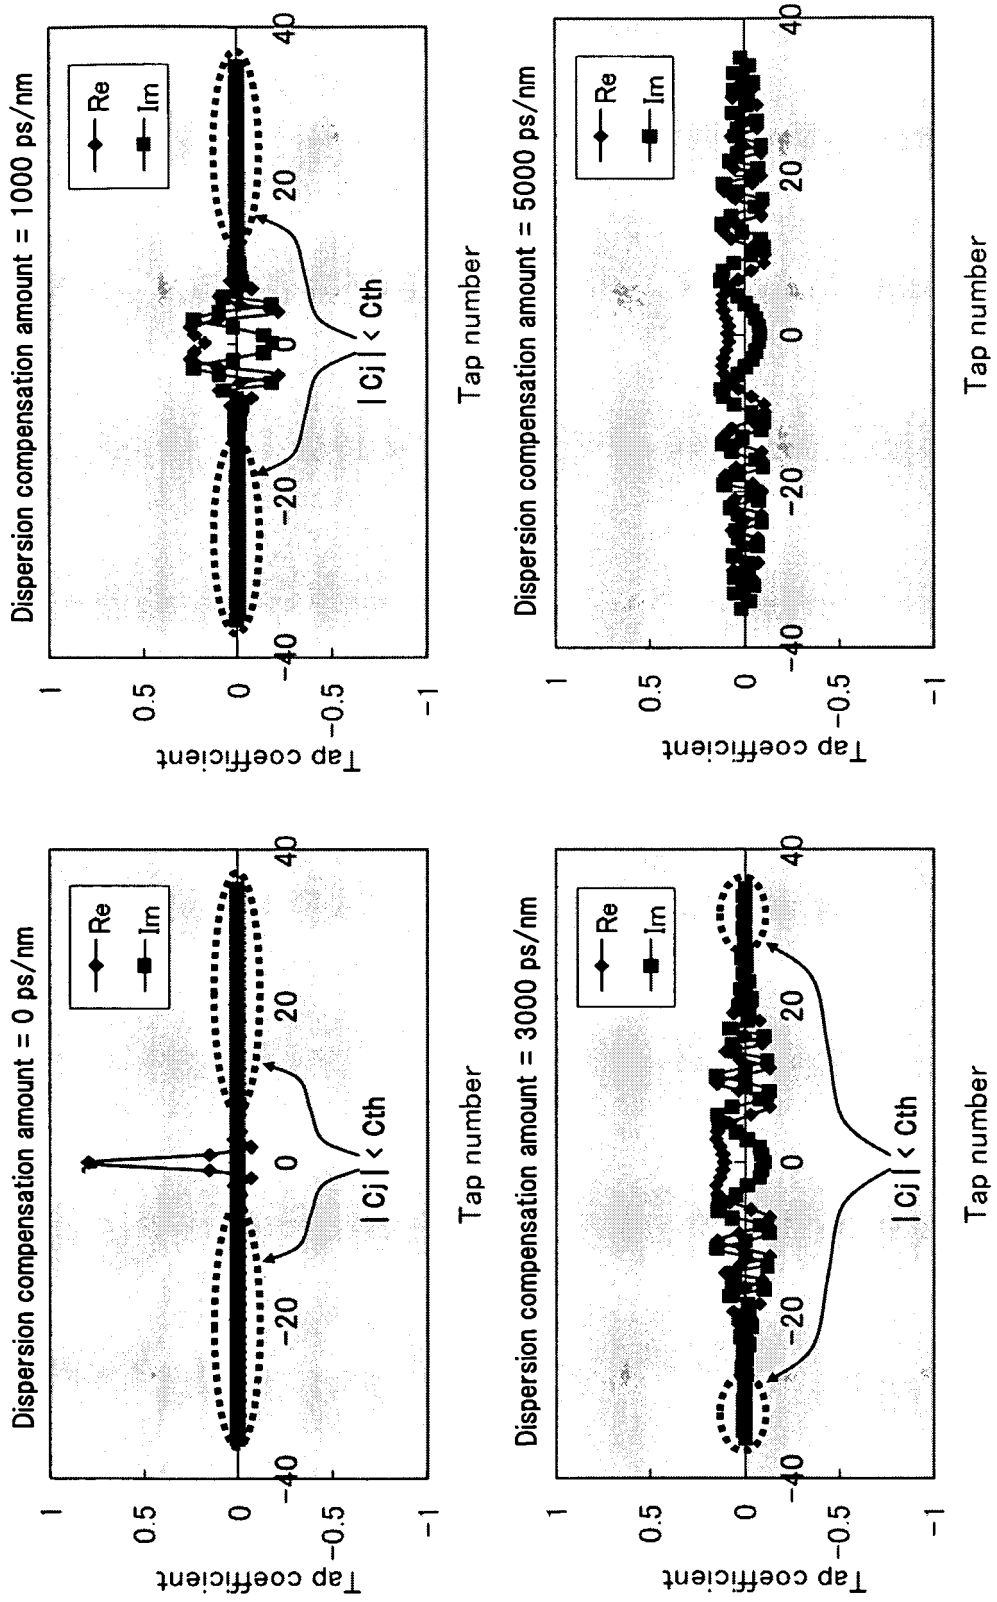 Dispersion compensation amount = 0 ps/nm
1
0.5
0
-0.5
-1
Tap coefficient
-40
-20
0
20
40
Re
Im
|Cj| < Cth
Tap number
Dispersion compensation amount = 1000 ps/nm
1
0.5
0
-0.5
-1
Tap coefficient
-40
-20
0
20
40
Re
Im
|Cj| < Cth
Tap number
Dispersion compensation amount = 3000 ps/nm
1
0.5
0
-0.5
-1
Tap coefficient
-40
-20
0
20
40
Re
Im
|Cj| < Cth
Tap number
Dispersion compensation amount = 5000 ps/nm
1
0.5
0
-0.5
-1
Tap coefficient
-40
-20
0
20
40
Re
Im
Tap number